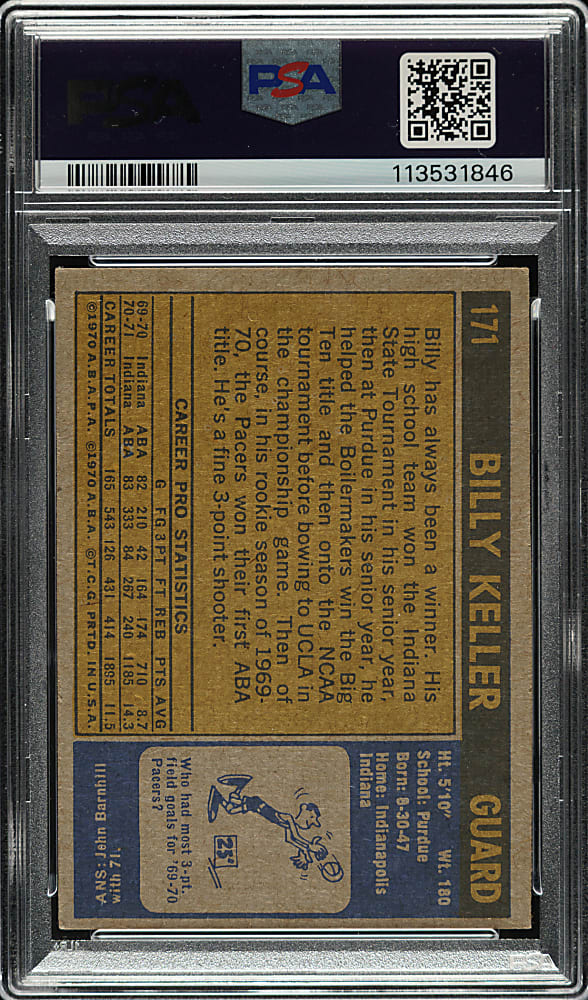 PSA
PSA
113531846
171 BILLY KELLER GUARD
Billy has always been a winner. His
high school team won the Indiana
State Tournament in his senior year,
then at Purdue in his senior year, he
helped the Boilermakers win the Big
Ten title and then onto the NCAA
tournament before bowing to UCLA in
the championship game. Then of
course, in his rookie season of 1969-
70, the Pacers won their first ABA
title. He's a fine 3-point shooter.
CAREER PRO STATISTICS
G FG 3PT FT REB PTS AVG
69-70 Indiana ABA 82 210 42 164 174 710 8.7
70-71 Indiana ABA 83 333 84 267 240 1185 14.3
CAREER TOTALS 165 543 126 431 414 1895 11.5
©1970 A.B.A.P.A. ©1970 A.B.A. ©T.C.G. PRTD. IN U.S.A.
Ht. 5'10" Wt. 180
School: Purdue
Born: 8-30-47
Home: Indianapolis
Indiana
25'
Who had most 3-pt.
field goals for '69-70
Pacers?
ANS: John Barnhill
with 74.